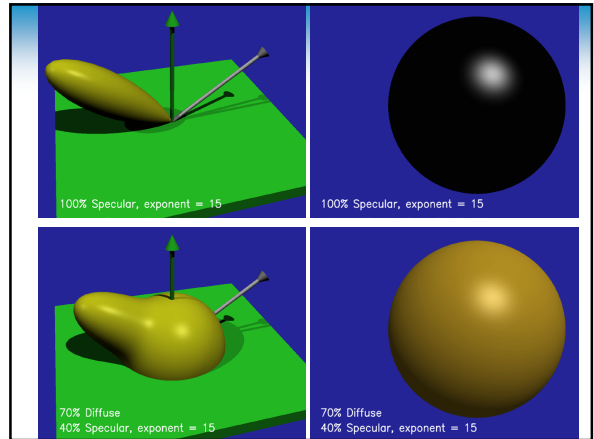 100% Specular, exponent = 15
100% Specular, exponent = 15
70% Diffuse
40% Specular, exponent = 15
70% Diffuse
40% Specular, exponent = 15